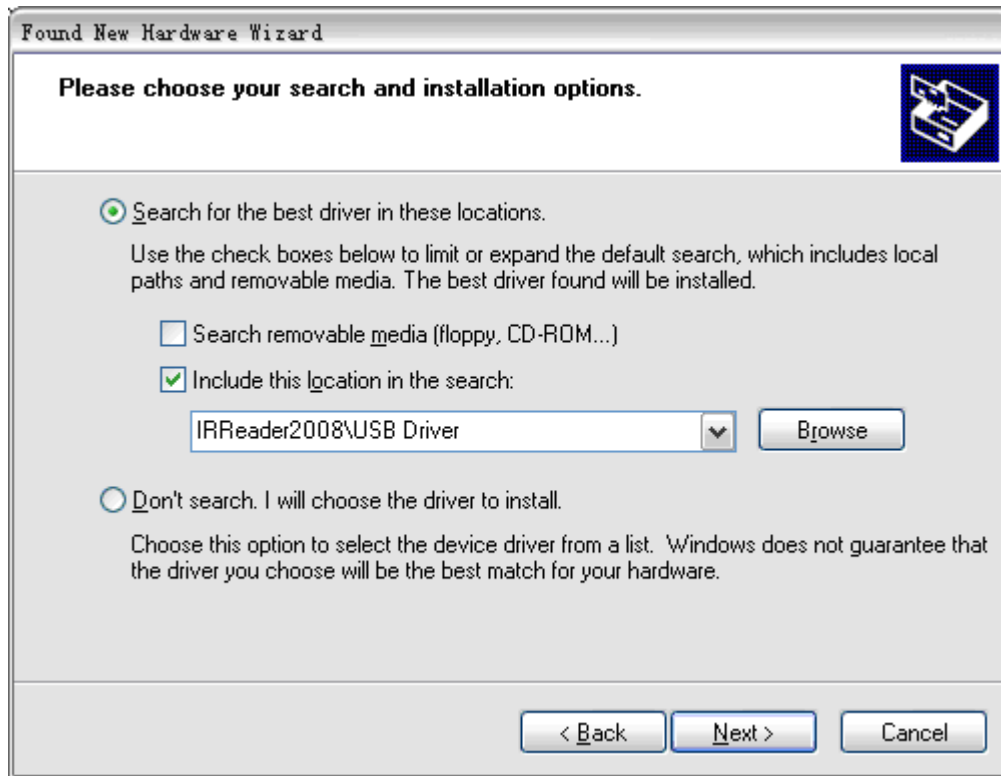 Found New Hardware Wizard
Please choose your search and installation options.
Search for the best driver in these locations.
Use the check boxes below to limit or expand the default search, which includes local
paths and removable media. The best driver found will be installed.
Search removable media (floppy, CD-ROM...)
Include this location in the search:
IRReader2008\USB Driver
Browse
Don't search. I will choose the driver to install.
Choose this option to select the device driver from a list. Windows does not guarantee that
the driver you choose will be the best match for your hardware.
< Back
Next >
Cancel